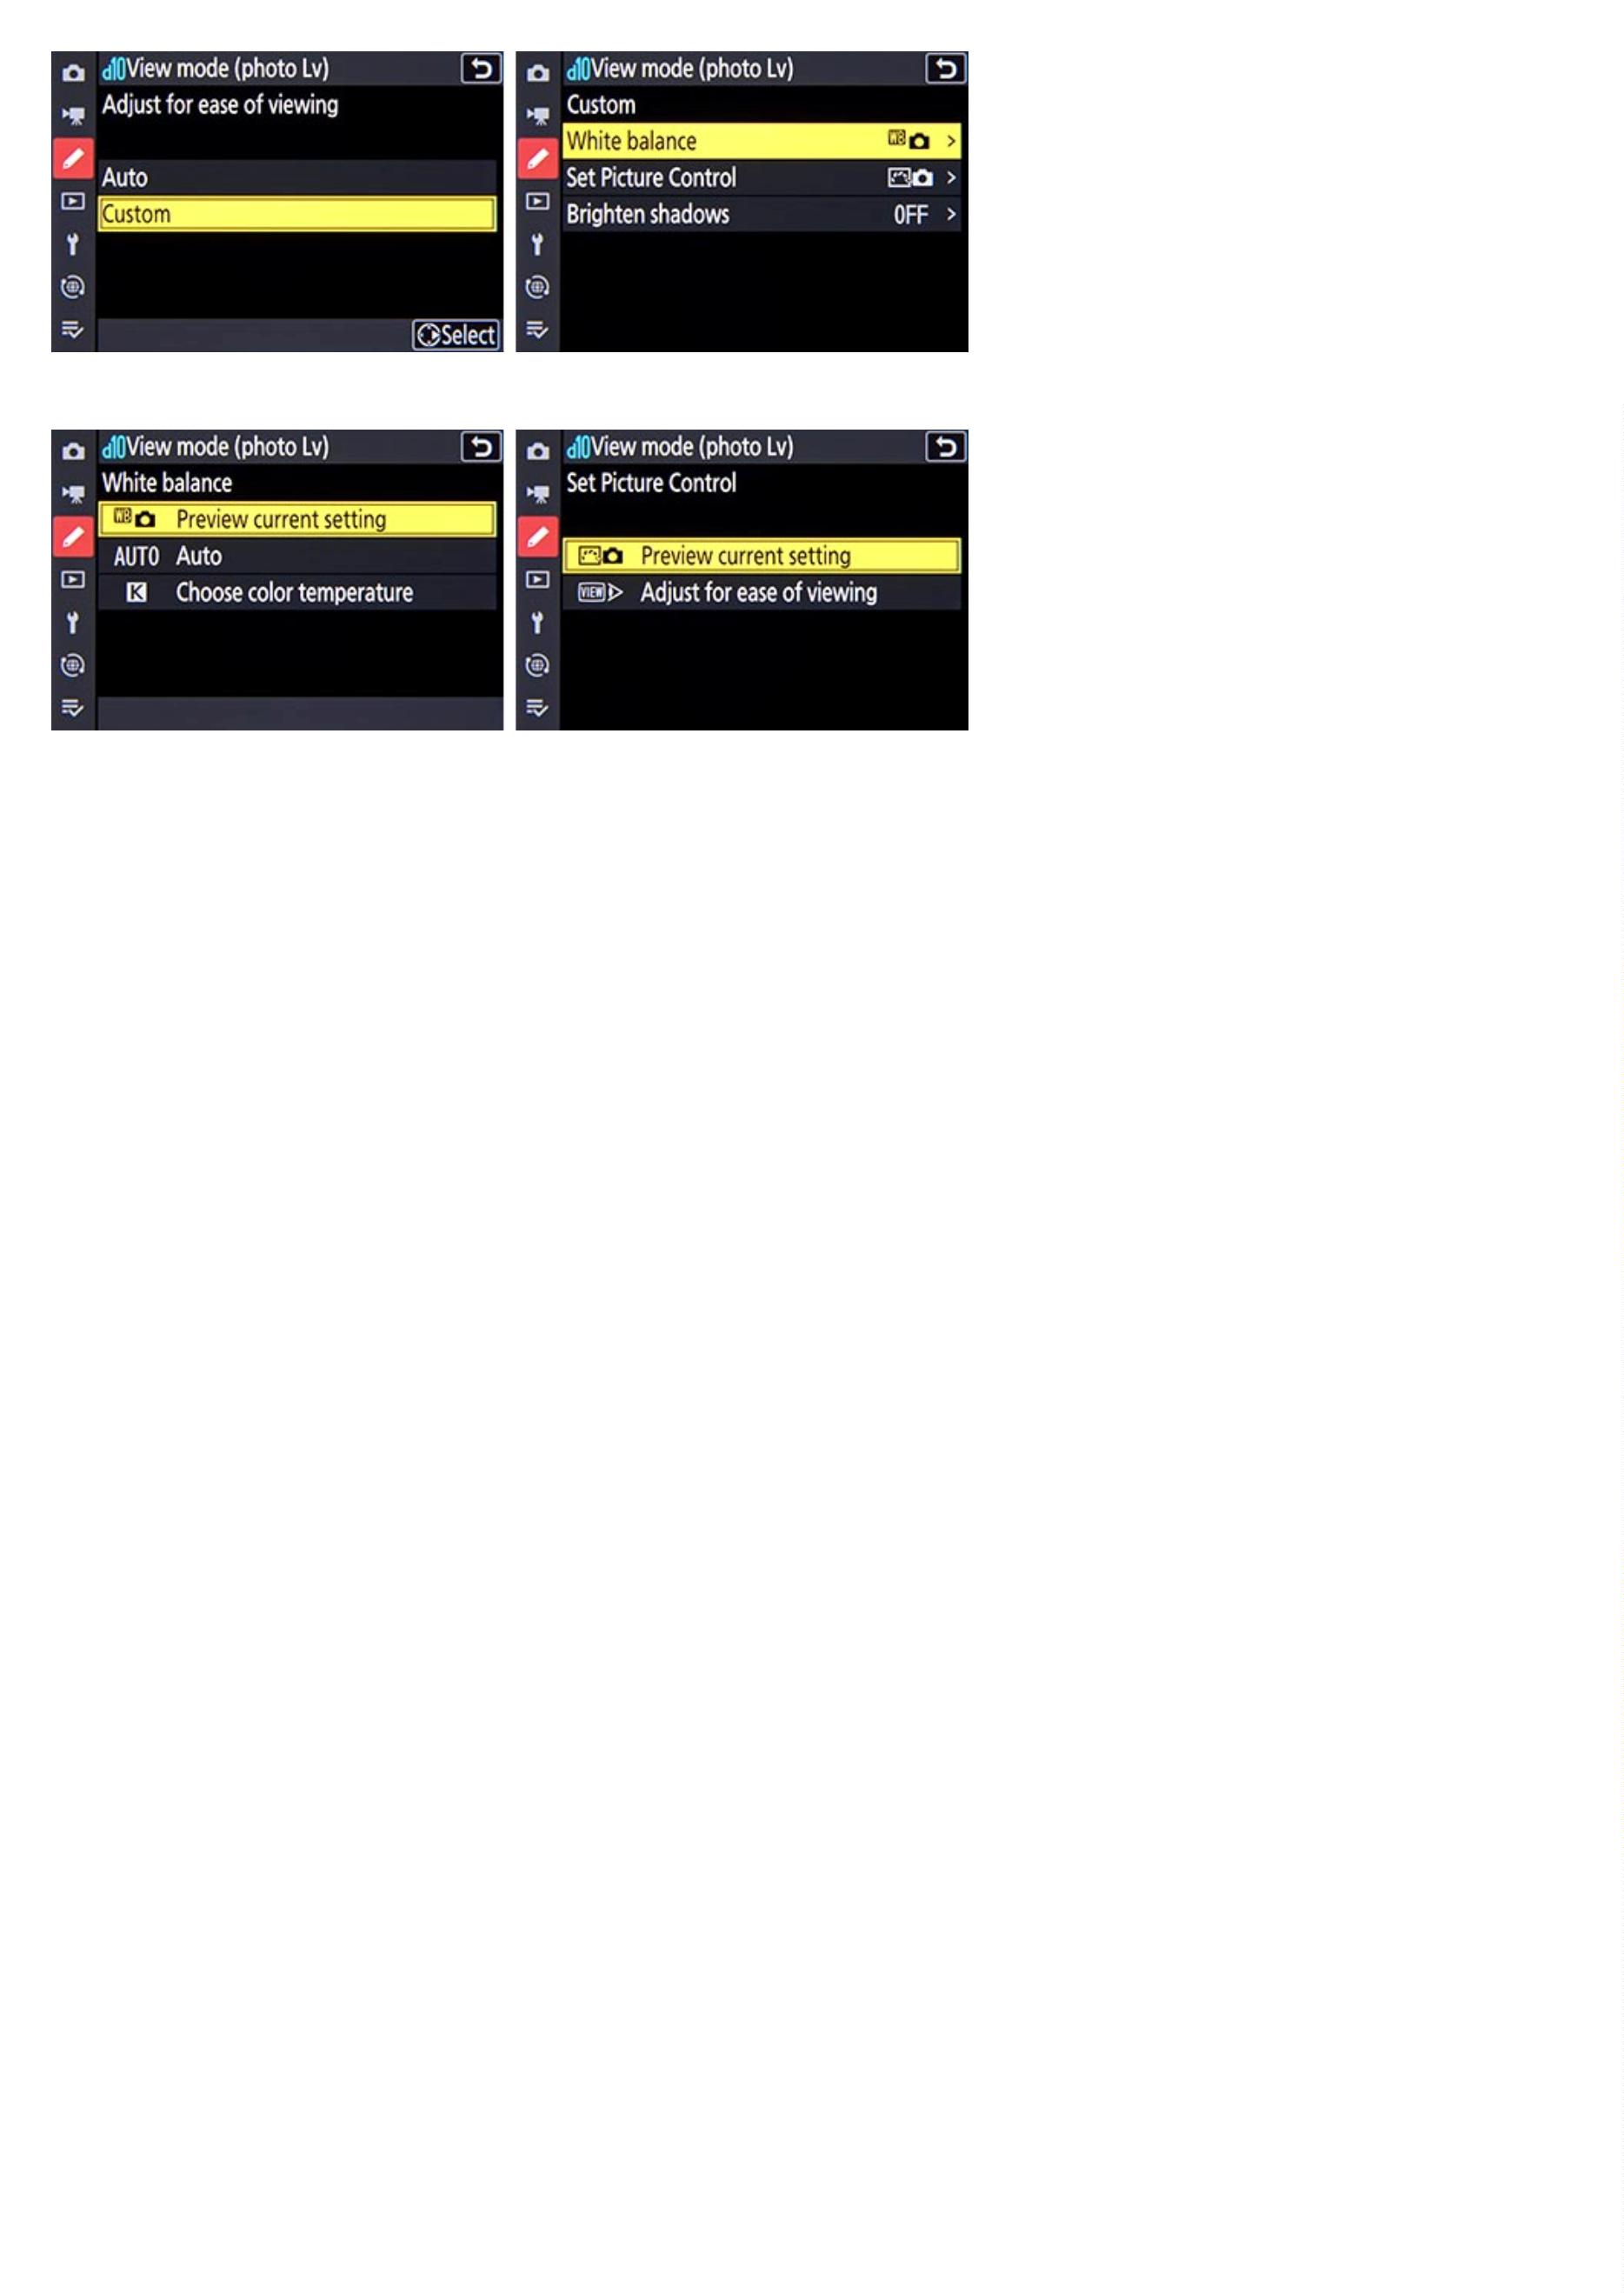 d10View mode (photo Lv)
Adjust for ease of viewing
Auto
Custom
Select
d10View mode (photo Lv)
Custom
White balance WB >
Set Picture Control >
Brighten shadows OFF >
d10View mode (photo Lv)
White balance
WB Preview current setting
AUTO Auto
K Choose color temperature
d10View mode (photo Lv)
Set Picture Control
Preview current setting
VIEW Adjust for ease of viewing